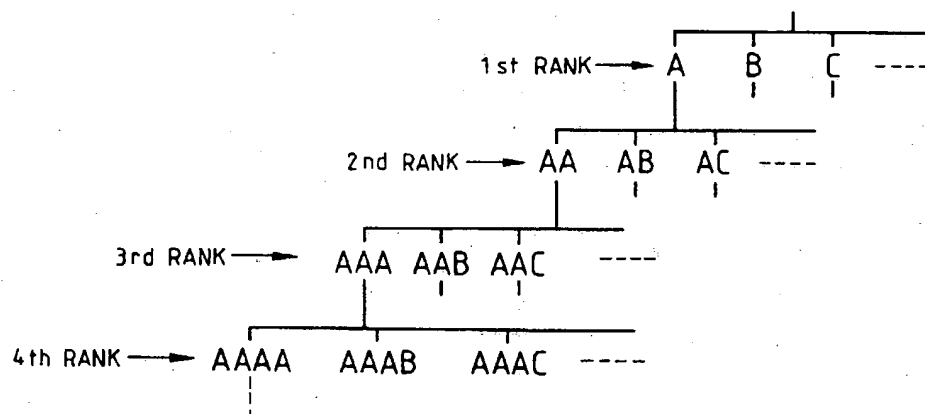 1st RANK A B C ----
2nd RANK AA AB AC ----
3rd RANK AAA AAB AAC ----
4th RANK AAAA AAAB AAAC ----